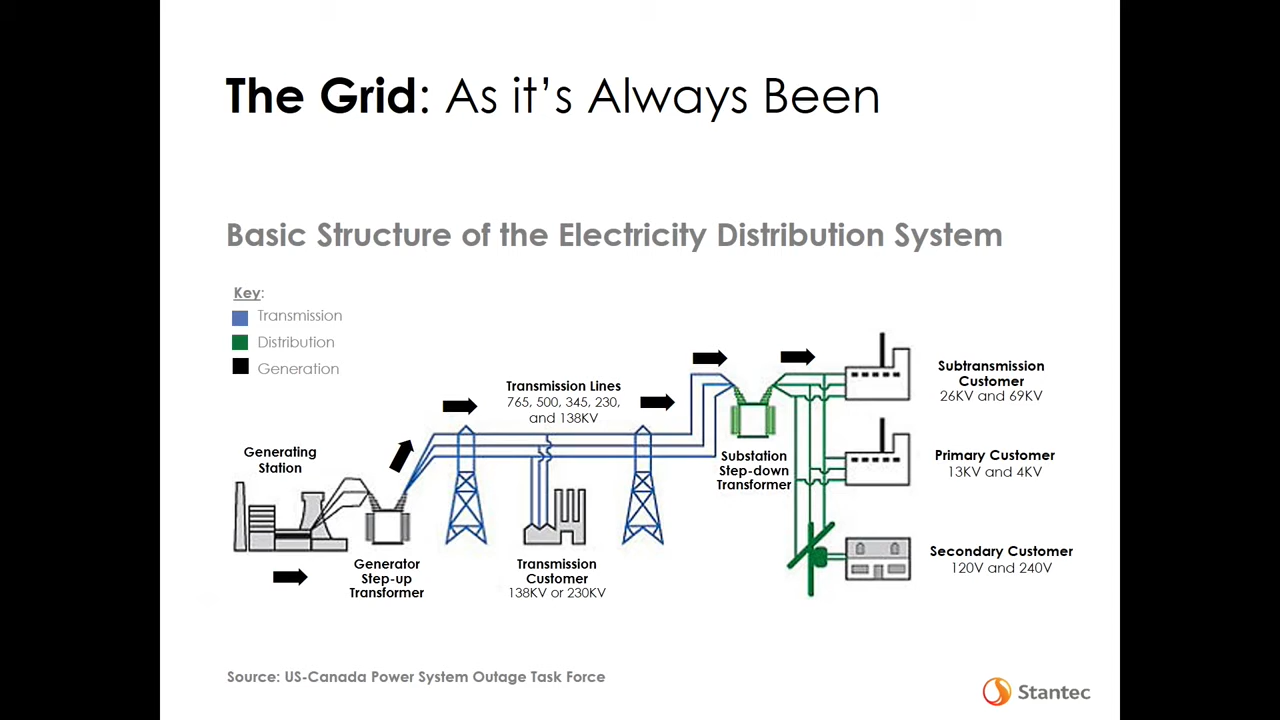 The Grid: As it's Always Been
Basic Structure of the Electricity Distribution System
Key:
Transmission
Distribution
Generation
Generating
Station
Generator
Step-up
Transformer
Transmission Lines
765, 500, 345, 230,
and 138KV
Transmission
Customer
138KV or 230KV
Substation
Step-down
Transformer
Subtransmission
Customer
26KV and 69KV
Primary Customer
13KV and 4KV
Secondary Customer
120V and 240V
Source: US-Canada Power System Outage Task Force
Stantec